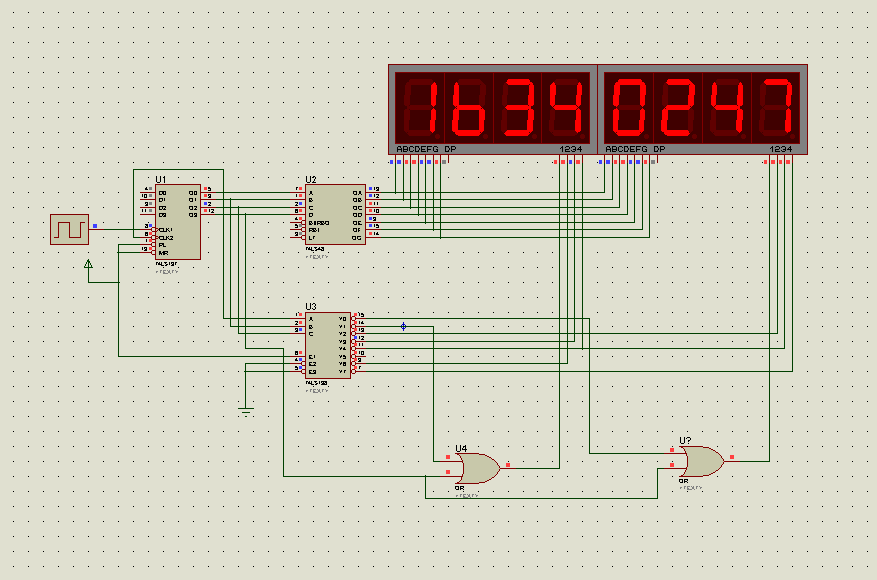 1634 0247
ABCDEFG DP 1234 ABCDEFG DP 1234
U1
D0 Q0
D1 Q1
D2 Q2
D3 Q3
CLK1
CLK2
PL
MR
74LS197
<TEXT>
U2
A QA
B QB
C QC
D QD
BI/RBO QE
RBI QF
LT QG
74LS48
<TEXT>
U3
A Y0
B Y1
C Y2
Y3
Y4
E1 Y5
E2 Y6
E3 Y7
74LS138
<TEXT>
U4
OR
<TEXT>
U?
OR
<TEXT>